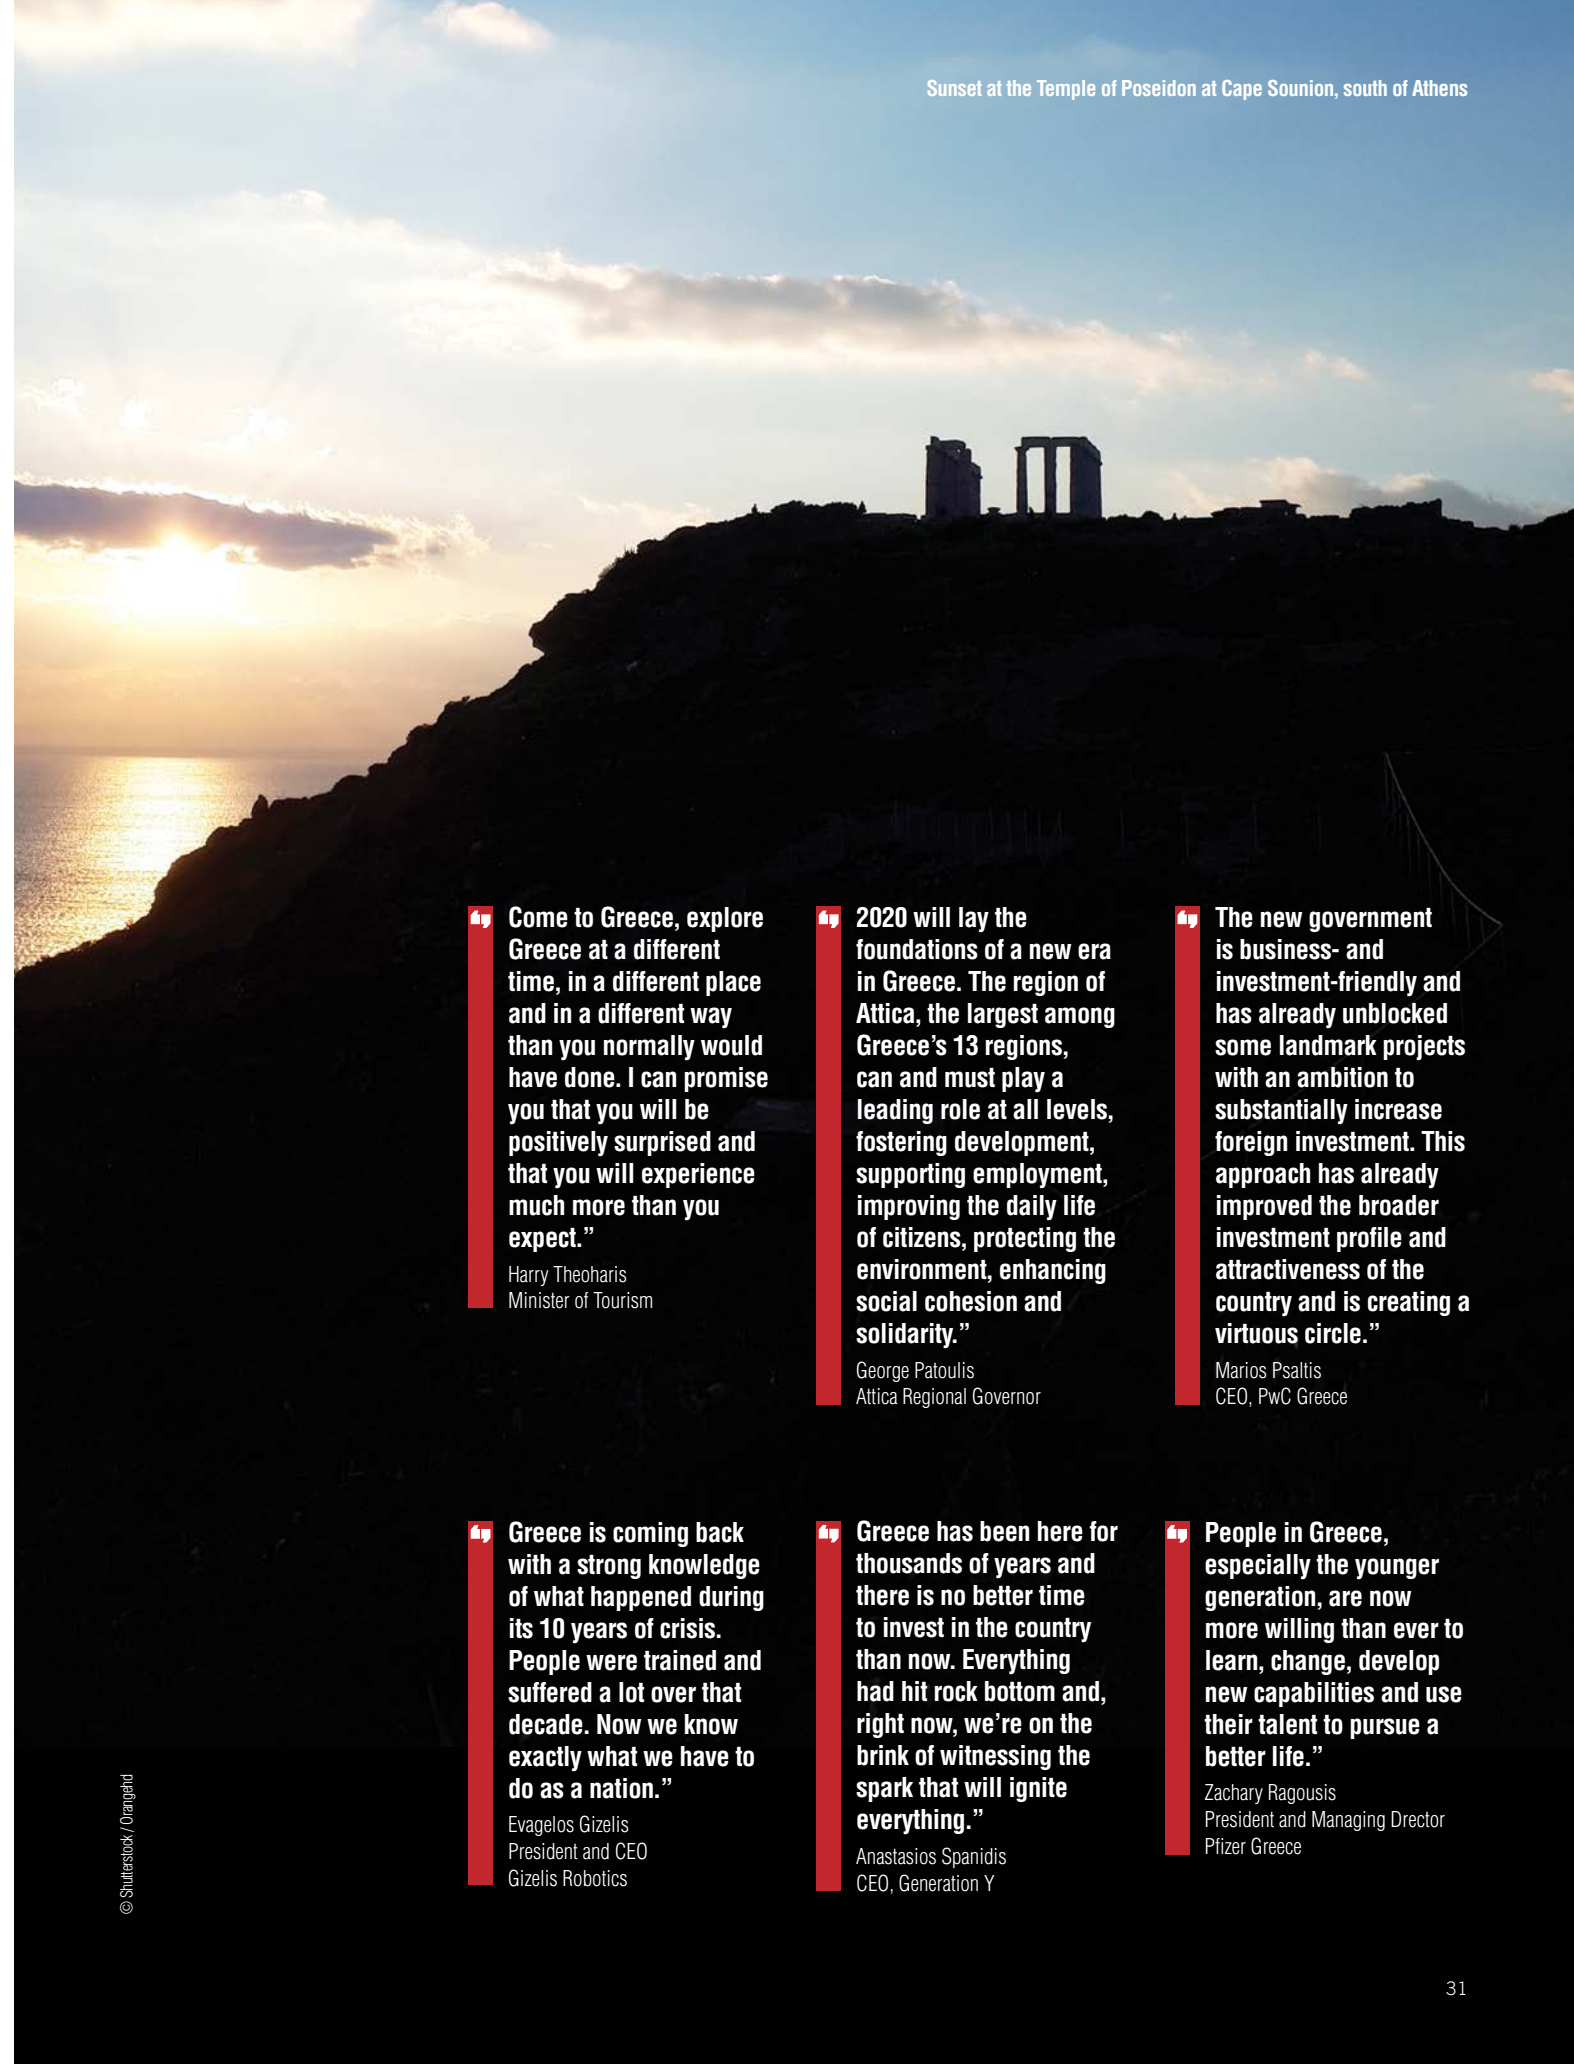 Sunset at the Temple of Poseidon at Cape Sounion, south of Athens
❝ Come to Greece, explore
Greece at a different
time, in a different place
and in a different way
than you normally would
have done. I can promise
you that you will be
positively surprised and
that you will experience
much more than you
expect.”
Harry Theoharis
Minister of Tourism
❝ 2020 will lay the
foundations of a new era
in Greece. The region of
Attica, the largest among
Greece’s 13 regions,
can and must play a
leading role at all levels,
fostering development,
supporting employment,
improving the daily life
of citizens, protecting the
environment, enhancing
social cohesion and
solidarity.”
George Patoulis
Attica Regional Governor
❝ The new government
is business- and
investment-friendly and
has already unblocked
some landmark projects
with an ambition to
substantially increase
foreign investment. This
approach has already
improved the broader
investment profile and
attractiveness of the
country and is creating a
virtuous circle.”
Marios Psaltis
CEO, PwC Greece
❝ Greece is coming back
with a strong knowledge
of what happened during
its 10 years of crisis.
People were trained and
suffered a lot over that
decade. Now we know
exactly what we have to
do as a nation.”
Evagelos Gizelis
President and CEO
Gizelis Robotics
❝ Greece has been here for
thousands of years and
there is no better time
to invest in the country
than now. Everything
had hit rock bottom and,
right now, we’re on the
brink of witnessing the
spark that will ignite
everything.”
Anastasios Spanidis
CEO, Generation Y
❝ People in Greece,
especially the younger
generation, are now
more willing than ever to
learn, change, develop
new capabilities and use
their talent to pursue a
better life.”
Zachary Ragousis
President and Managing Drector
Pfizer Greece
© Shutterstock / Orangehd
31